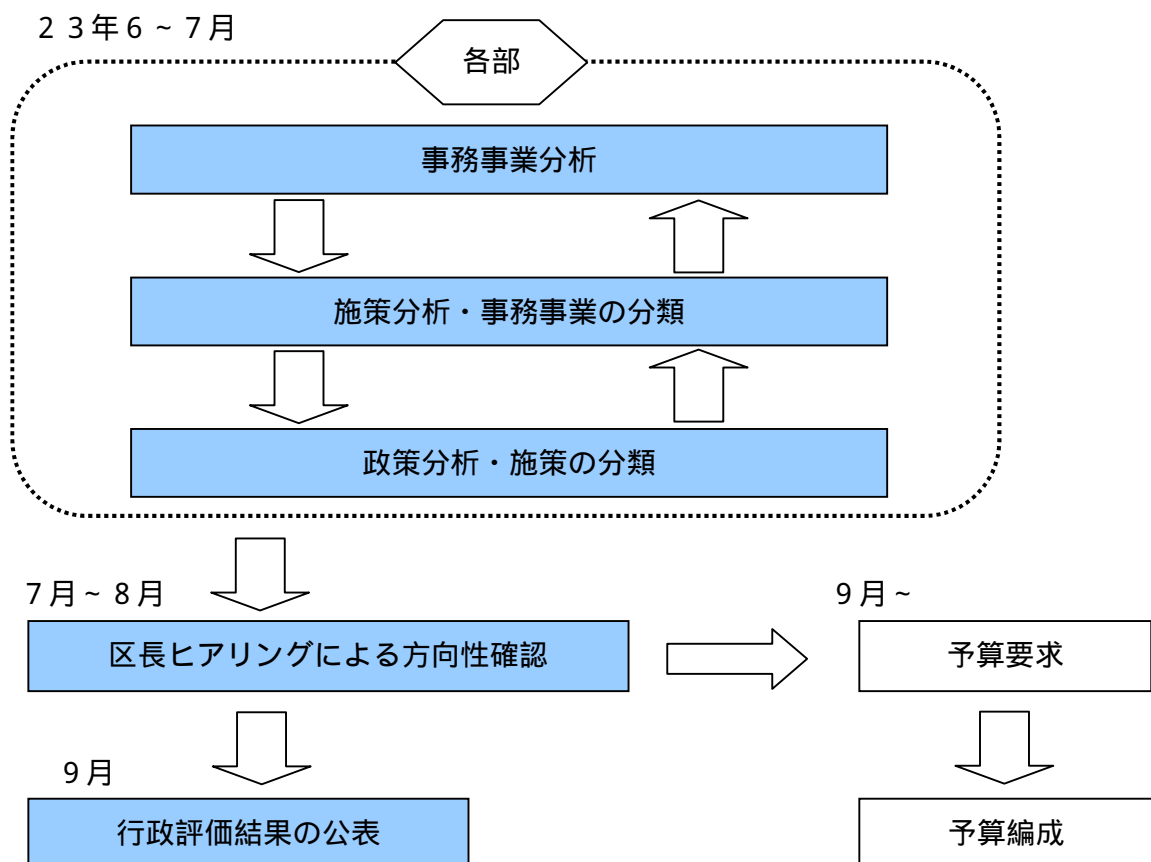 ２３年６~７月
各部
事務事業分析
施策分析・事務事業の分類
政策分析・施策の分類
７月~８月
９月~
区長ヒアリングによる方向性確認
予算要求
９月
行政評価結果の公表
予算編成